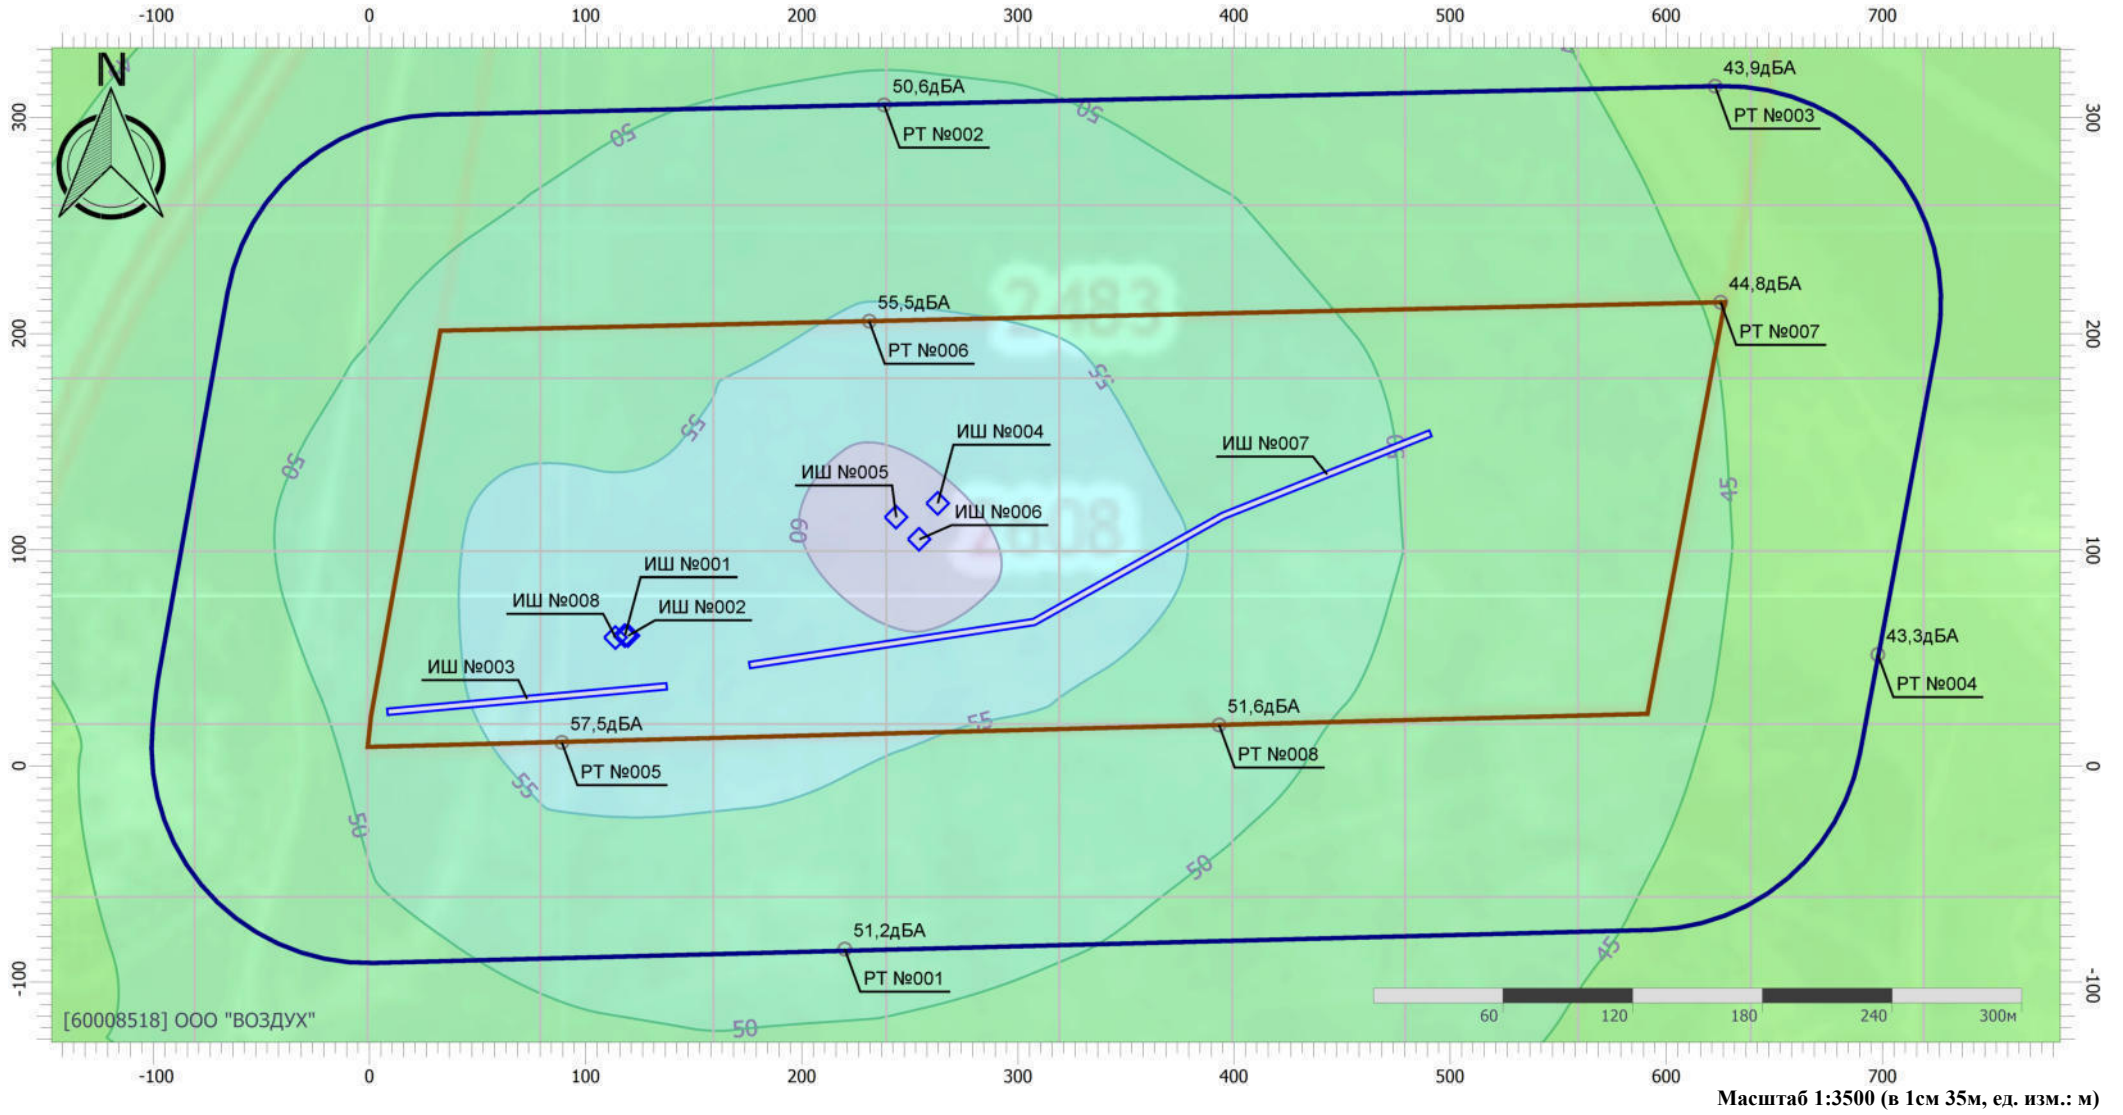 -100 0 100 200 300 400 500 600 700
N
300 200 100 0 -100
300 200 100 0 -100
50,6дБА
РТ №002
43,9дБА
РТ №003
50
50
2483
55,5дБА
РТ №006
44,8дБА
РТ №007
55
55
50
ИШ №004
ИШ №007
50
ИШ №005
45
ИШ №006
60
2608
ИШ №001
ИШ №008
ИШ №002
43,3дБА
РТ №004
ИШ №003
57,5дБА
РТ №005
55
51,6дБА
РТ №008
55
50
50
51,2дБА
РТ №001
45
50
[60008518] ООО "ВОЗДУХ"
60 120 180 240 300м
-100 0 100 200 300 400 500 600 700
Масштаб 1:3500 (в 1см 35м, ед. изм.: м)